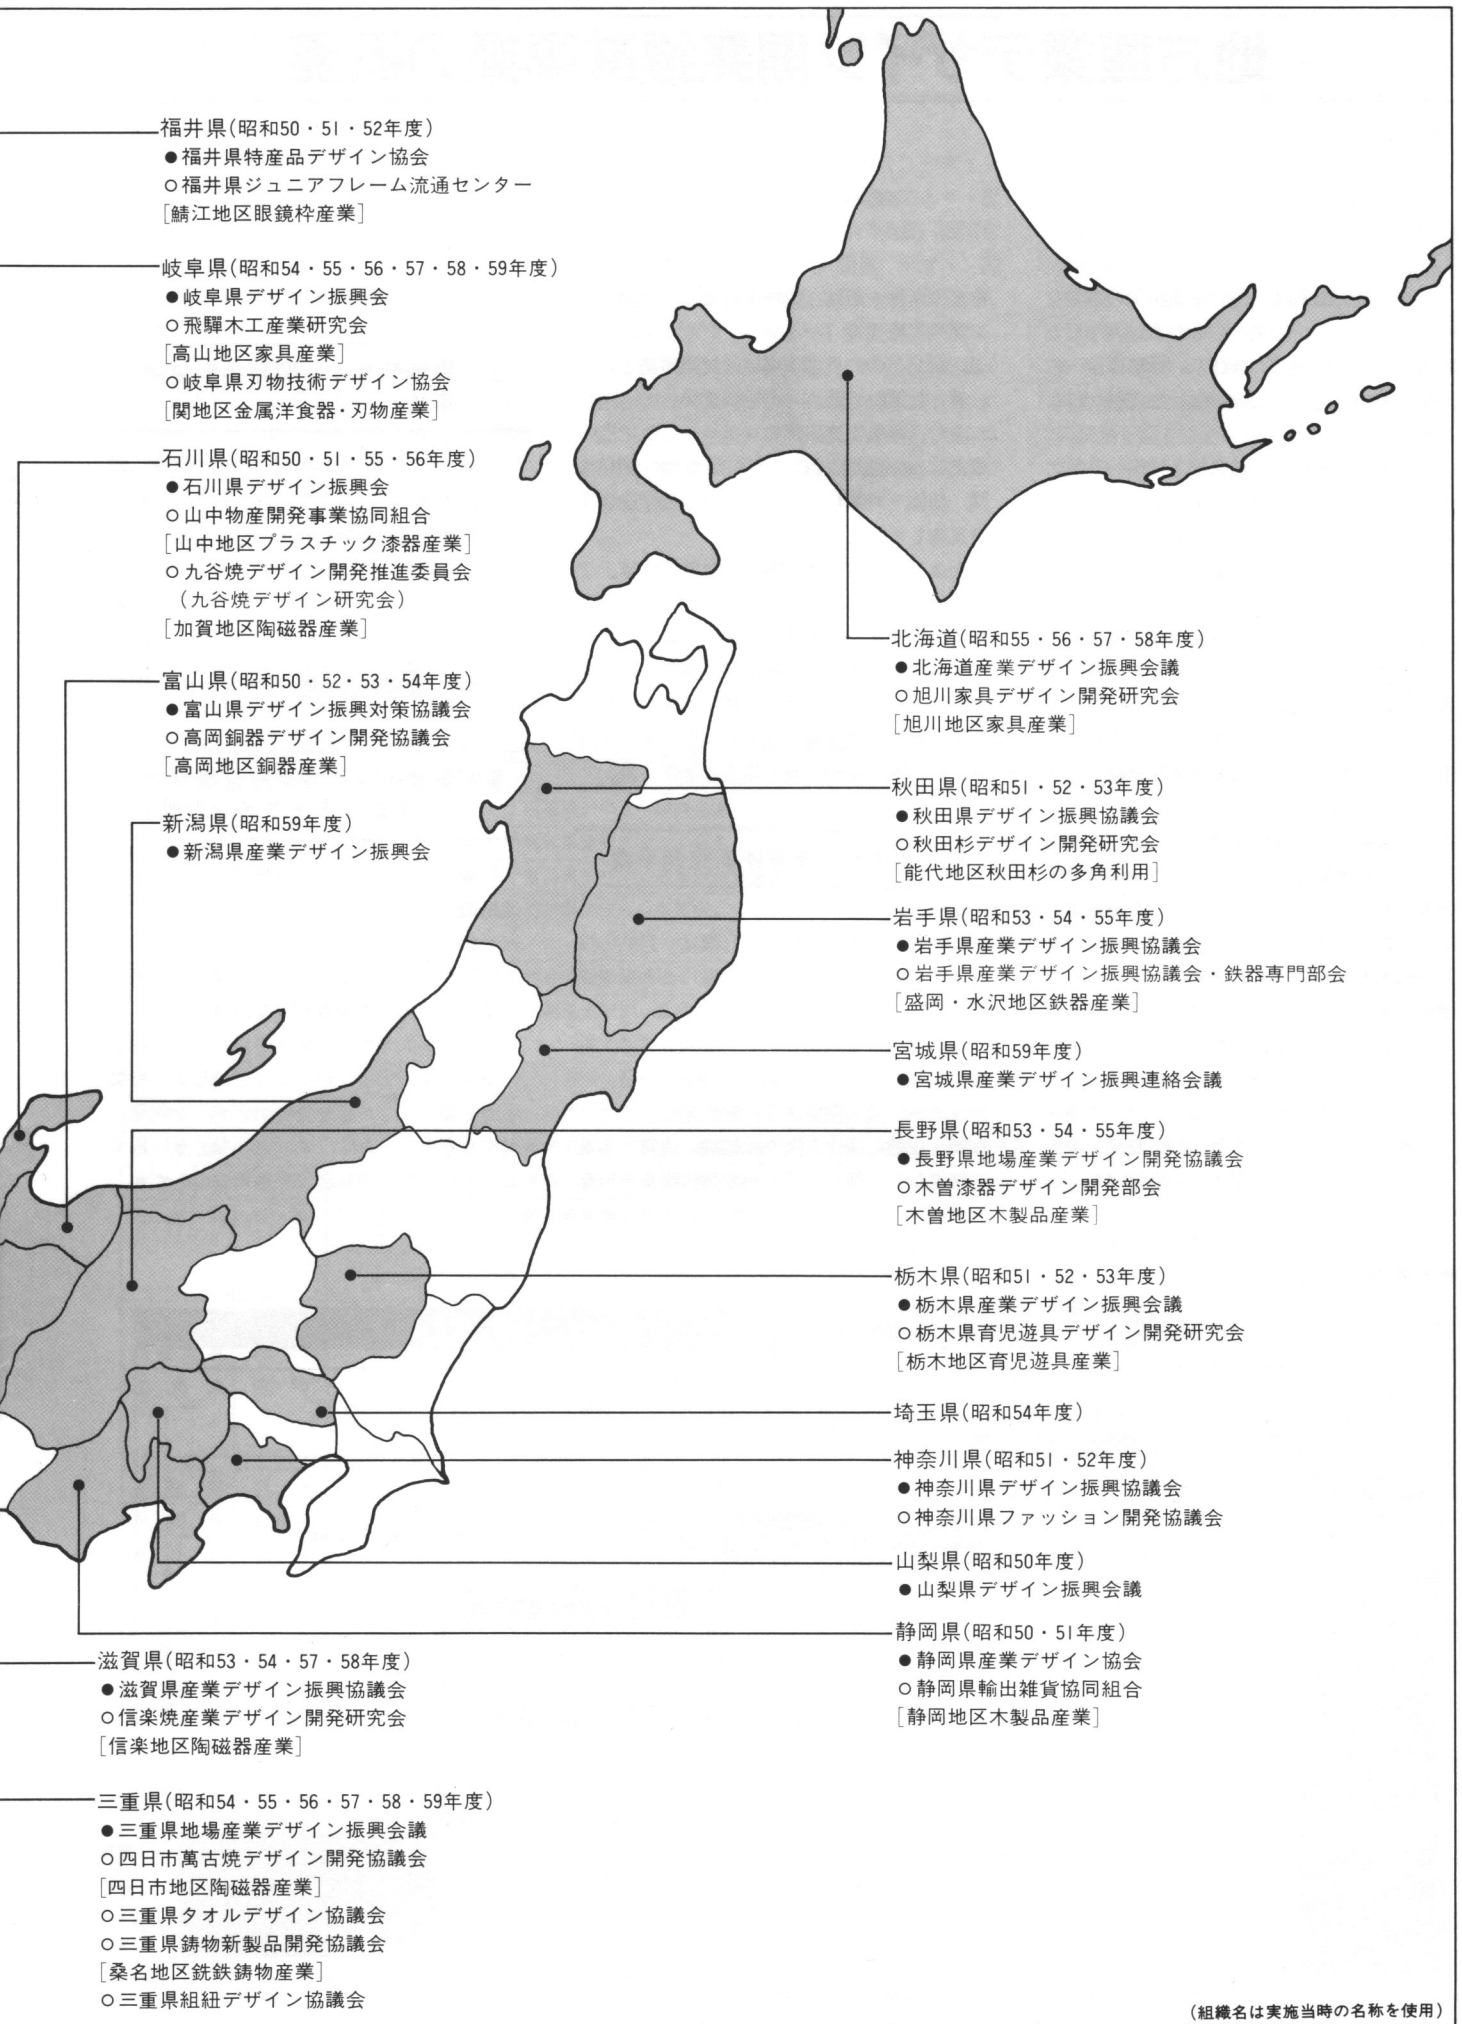 福井県(昭和50・51・52年度)
●福井県特産品デザイン協会
○福井県ジュニアフレーム流通センター
[鯖江地区眼鏡枠産業]
岐阜県(昭和54・55・56・57・58・59年度)
●岐阜県デザイン振興会
○飛驒木工産業研究会
[高山地区家具産業]
○岐阜県刃物技術デザイン協会
[関地区金属洋食器・刃物産業]
石川県(昭和50・51・55・56年度)
●石川県デザイン振興会
○山中物産開発事業協同組合
[山中地区プラスチック漆器産業]
○九谷焼デザイン開発推進委員会
(九谷焼デザイン研究会)
[加賀地区陶磁器産業]
富山県(昭和50・52・53・54年度)
●富山県デザイン振興対策協議会
○高岡銅器デザイン開発協議会
[高岡地区銅器産業]
新潟県(昭和59年度)
●新潟県産業デザイン振興会
北海道(昭和55・56・57・58年度)
●北海道産業デザイン振興会議
○旭川家具デザイン開発研究会
[旭川地区家具産業]
秋田県(昭和51・52・53年度)
●秋田県デザイン振興協議会
○秋田杉デザイン開発研究会
[能代地区秋田杉の多角利用]
岩手県(昭和53・54・55年度)
●岩手県産業デザイン振興協議会
○岩手県産業デザイン振興協議会・鉄器専門部会
[盛岡・水沢地区鉄器産業]
宮城県(昭和59年度)
●宮城県産業デザイン振興連絡会議
長野県(昭和53・54・55年度)
●長野県地場産業デザイン開発協議会
○木曽漆器デザイン開発部会
[木曽地区木製品産業]
栃木県(昭和51・52・53年度)
●栃木県産業デザイン振興会議
○栃木県育児遊具デザイン開発研究会
[栃木地区育児遊具産業]
埼玉県(昭和54年度)
神奈川県(昭和51・52年度)
●神奈川県デザイン振興協議会
○神奈川県ファッション開発協議会
山梨県(昭和50年度)
●山梨県デザイン振興会議
静岡県(昭和50・51年度)
●静岡県産業デザイン協会
○静岡県輸出雑貨協同組合
[静岡地区木製品産業]
滋賀県(昭和53・54・57・58年度)
●滋賀県産業デザイン振興協議会
○信楽焼産業デザイン開発研究会
[信楽地区陶磁器産業]
三重県(昭和54・55・56・57・58・59年度)
●三重県地場産業デザイン振興会議
○四日市萬古焼デザイン開発協議会
[四日市地区陶磁器産業]
○三重県タオルデザイン協議会
○三重県鋳物新製品開発協議会
[桑名地区銑鉄鋳物産業]
○三重県組紐デザイン協議会
(組織名は実施当時の名称を使用)